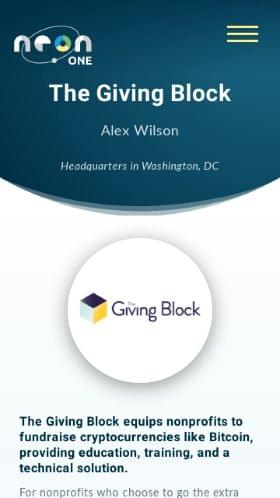 neon
ONE
The Giving Block
Alex Wilson
Headquarters in Washington, DC
The
Giving Block
The Giving Block equips nonprofits to
fundraise cryptocurrencies like Bitcoin,
providing education, training, and a
technical solution.
For nonprofits who choose to go the extra